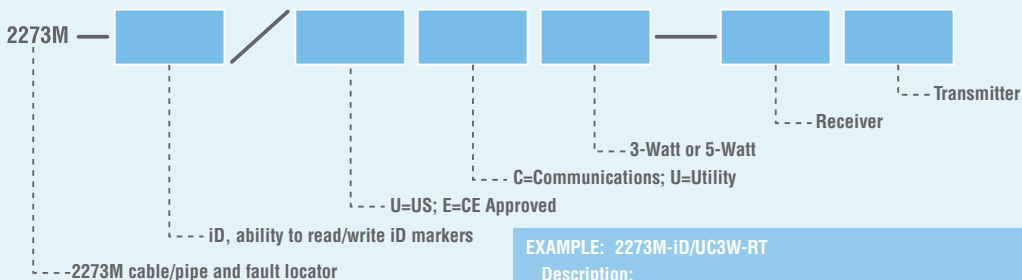 2273M
Transmitter
Receiver
3-Watt or 5-Watt
C=Communications; U=Utility
U=US; E=CE Approved
iD, ability to read/write iD markers
2273M cable/pipe and fault locator
EXAMPLE: 2273M-iD/UC3W-RT
Description: